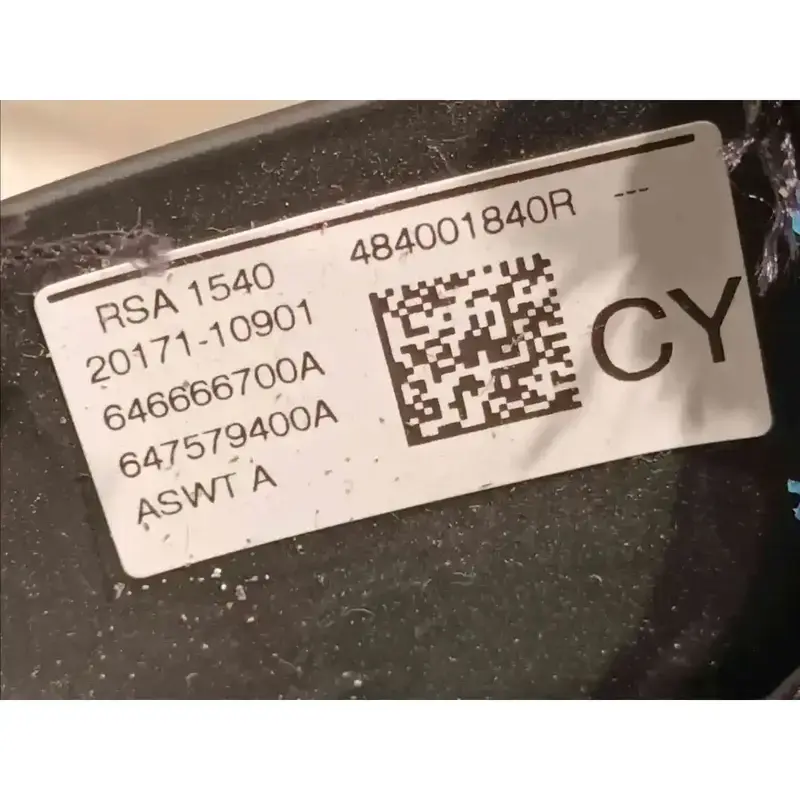 484001840R ---
RSA 1540
20171-10901
646666700A
647579400A
ASWT A
CY